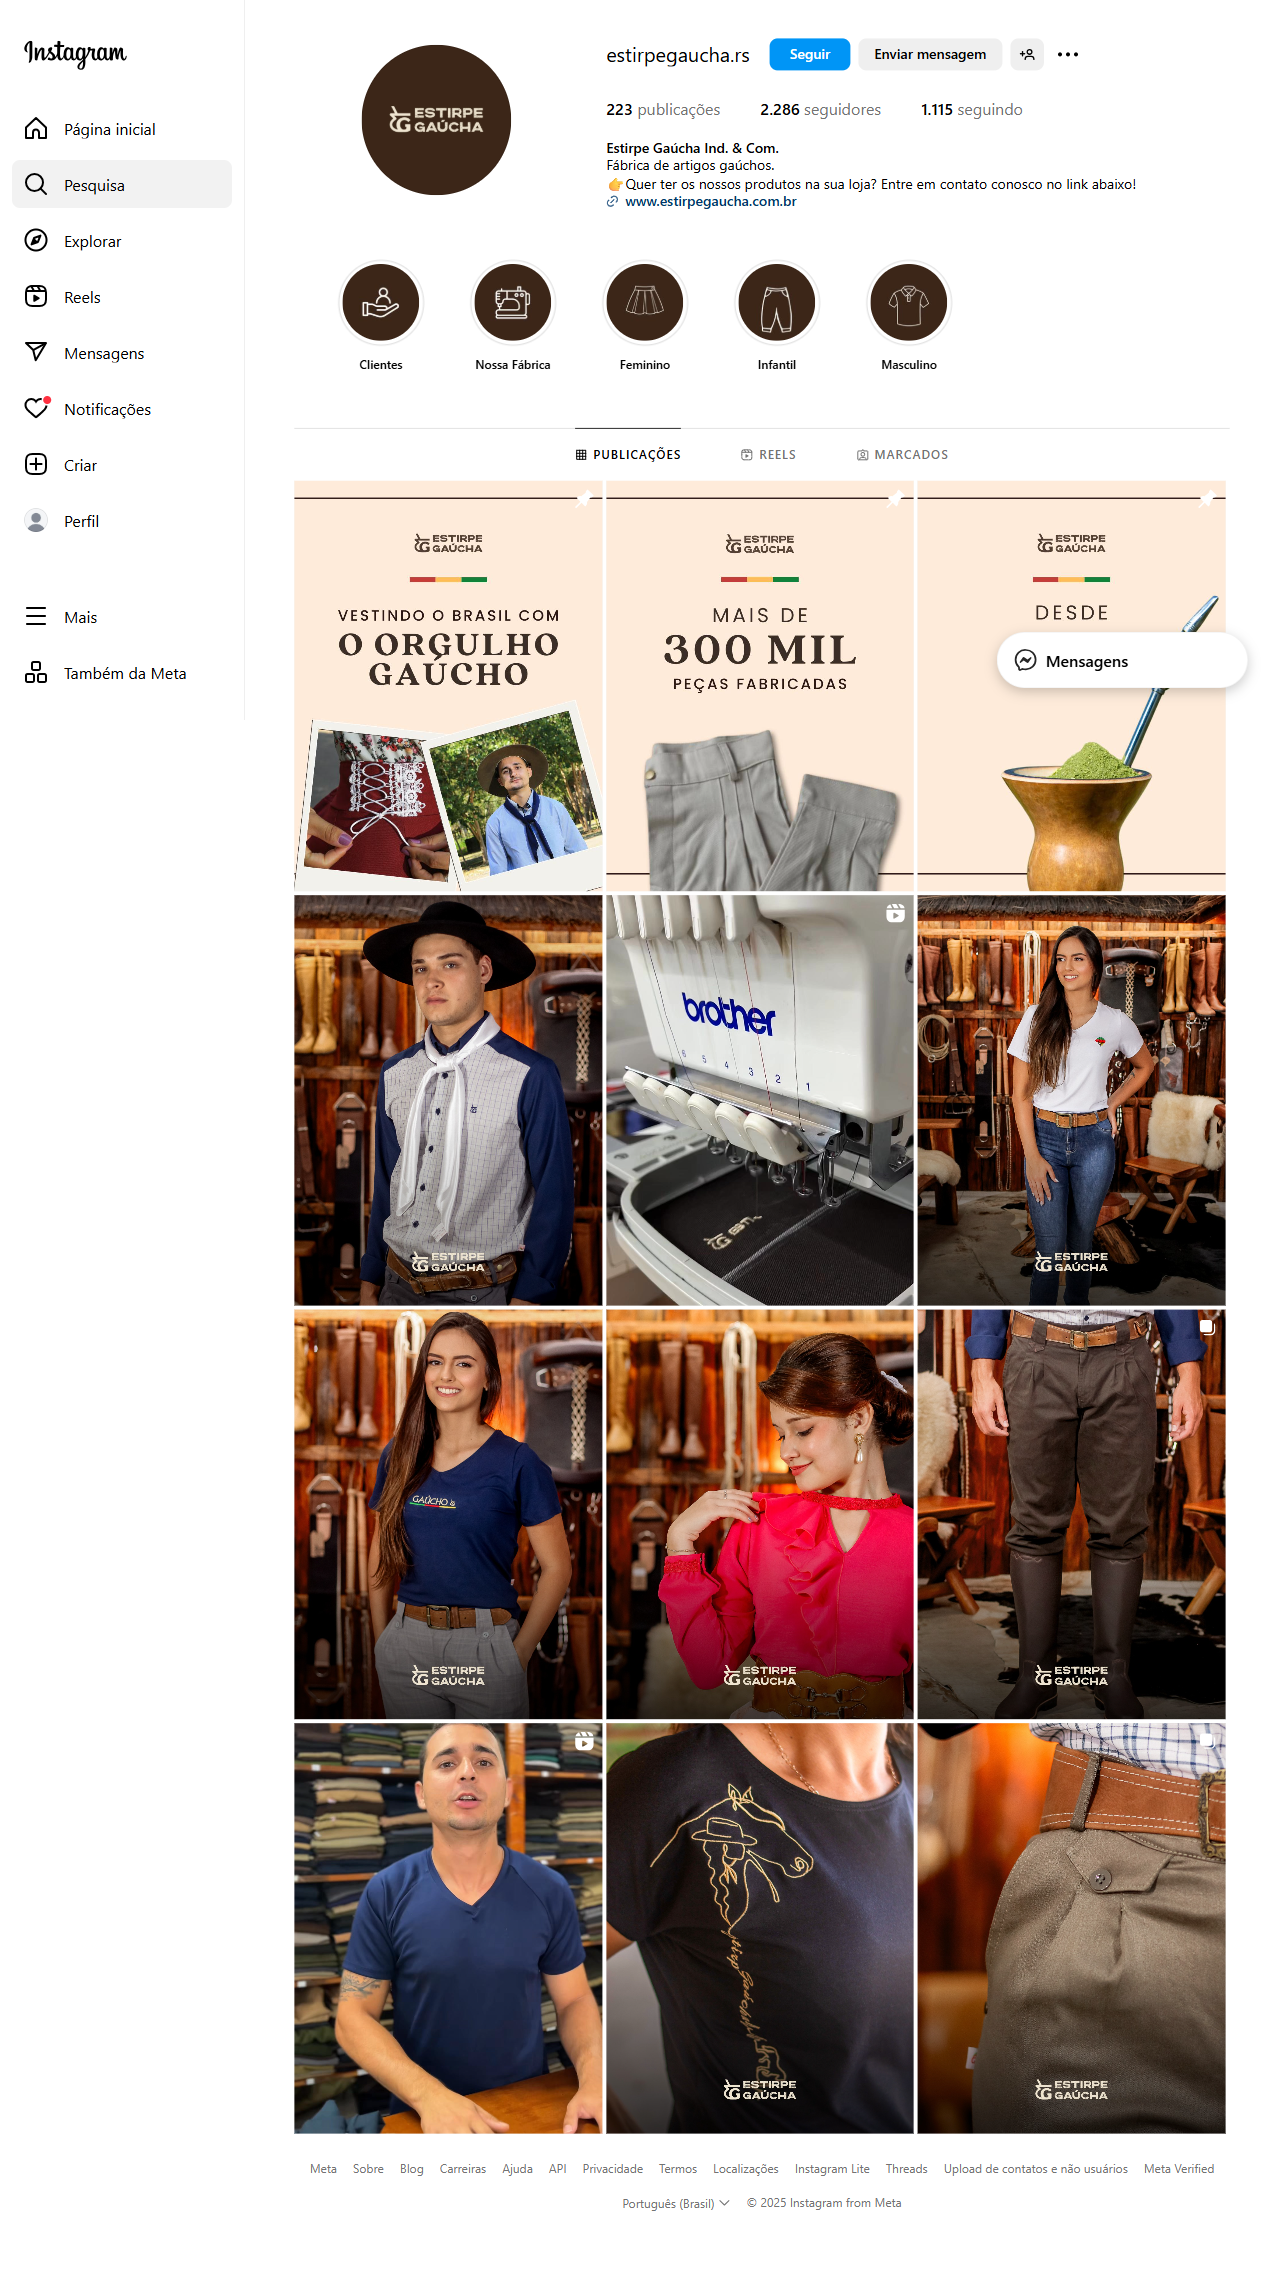 Instagram
Página inicial
Pesquisa
Explorar
Reels
Mensagens
Notificações
Criar
Perfil
Mais
Também da Meta
ESTIRPE
GAÚCHA
estirpegaucha.rs Seguir Enviar mensagem
223 publicações 2.286 seguidores 1.115 seguindo
Estirpe Gaúcha Ind. & Com.
Fábrica de artigos gaúchos.
👉Quer ter os nossos produtos na sua loja? Entre em contato conosco no link abaixo!
www.estirpegaucha.com.br
Clientes Nossa Fábrica Feminino Infantil Masculino
PUBLICAÇÕES REELS MARCADOS
ESTIRPE
GAÚCHA
VESTINDO O BRASIL COM
O ORGULHO
GAÚCHO
ESTIRPE
GAÚCHA
MAIS DE
300 MIL
PEÇAS FABRICADAS
ESTIRPE
GAÚCHA
DESDE
Mensagens
ESTIRPE
GAÚCHA
brother
6 5 4 3 2 1
ESTIRPE
GAÚCHA
GAÚCHO
ESTIRPE
GAÚCHA
ESTIRPE
GAÚCHA
ESTIRPE
GAÚCHA
ESTIRPE
GAÚCHA
ESTIRPE
GAÚCHA
Meta Sobre Blog Carreiras Ajuda API Privacidade Termos Localizações Instagram Lite Threads Upload de contatos e não usuários Meta Verified
Português (Brasil) © 2025 Instagram from Meta